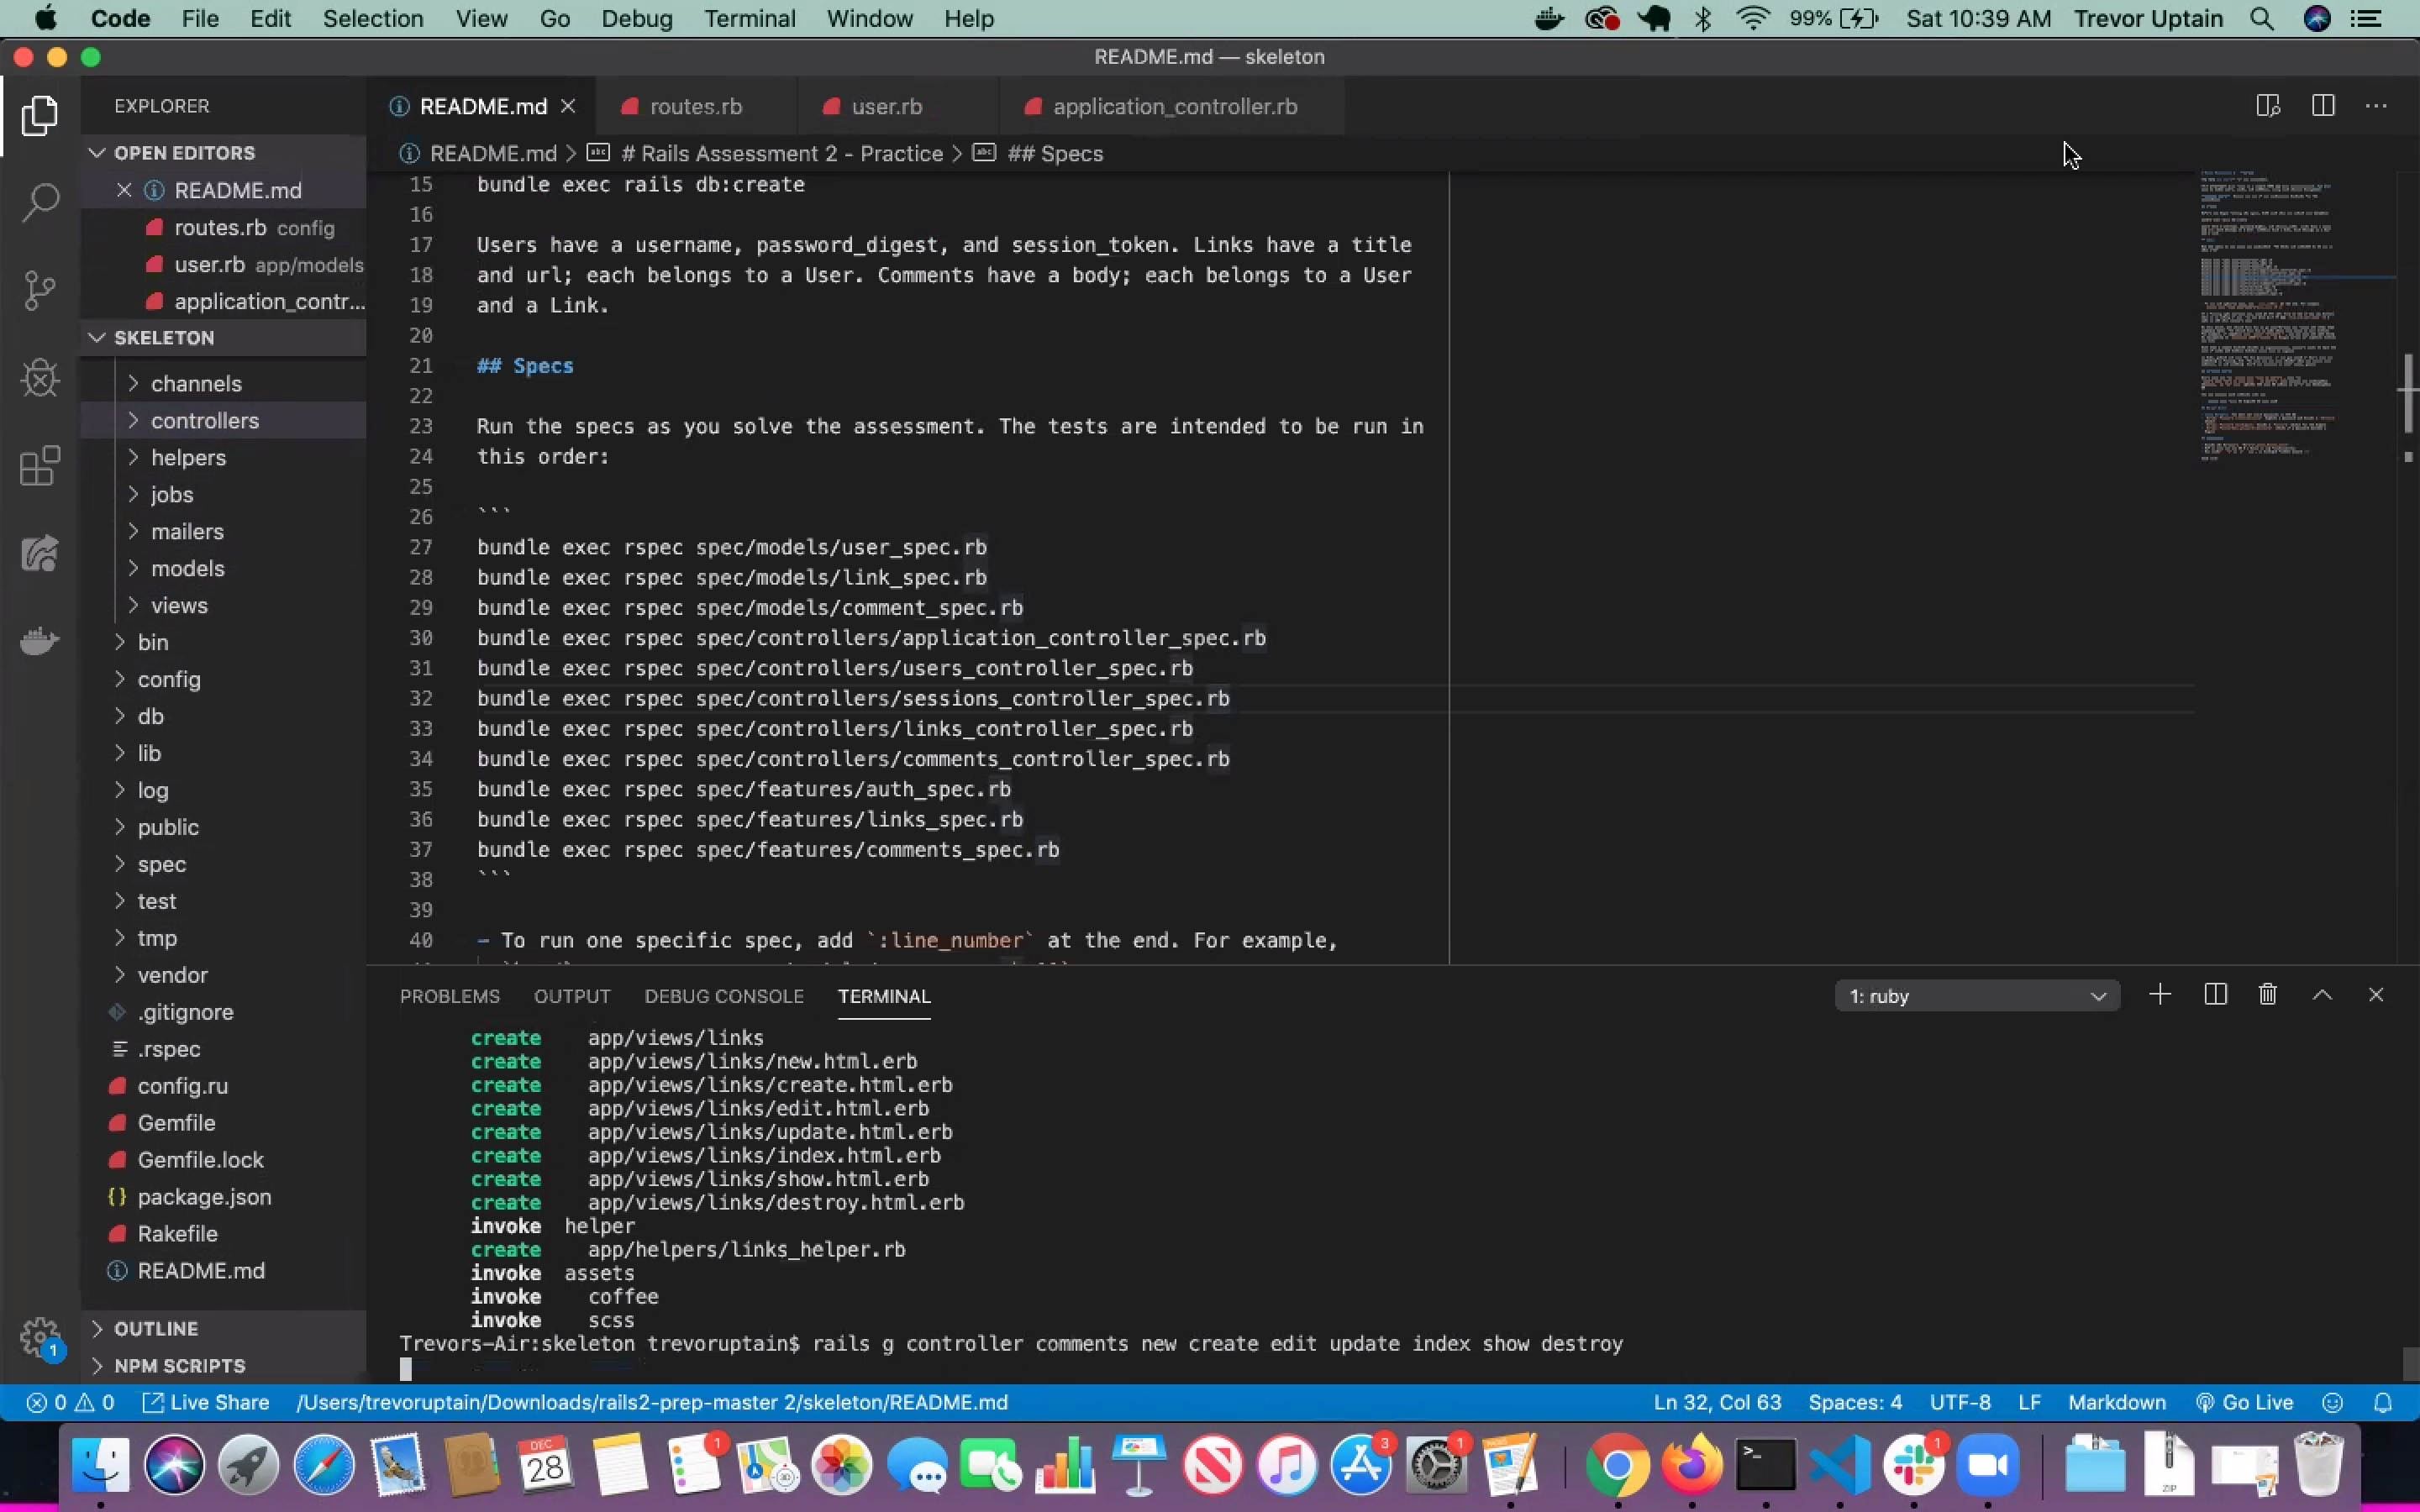 Code File Edit Selection View Go Debug Terminal Window Help
99% Sat 10:39 AM Trevor Uptain
README.md — skeleton
EXPLORER
OPEN EDITORS
README.md
routes.rb config
user.rb app/models
application_contr...
SKELETON
channels
controllers
helpers
jobs
mailers
models
views
bin
config
db
lib
log
public
spec
test
tmp
vendor
.gitignore
.rspec
config.ru
Gemfile
Gemfile.lock
package.json
Rakefile
README.md
OUTLINE
NPM SCRIPTS
README.md routes.rb user.rb application_controller.rb
README.md > # Rails Assessment 2 - Practice > ## Specs
15 bundle exec rails db:create
16
17 Users have a username, password_digest, and session_token. Links have a title
18 and url; each belongs to a User. Comments have a body; each belongs to a User
19 and a Link.
20
21 ## Specs
22
23 Run the specs as you solve the assessment. The tests are intended to be run in
24 this order:
25
26 ```
27 bundle exec rspec spec/models/user_spec.rb
28 bundle exec rspec spec/models/link_spec.rb
29 bundle exec rspec spec/models/comment_spec.rb
30 bundle exec rspec spec/controllers/application_controller_spec.rb
31 bundle exec rspec spec/controllers/users_controller_spec.rb
32 bundle exec rspec spec/controllers/sessions_controller_spec.rb
33 bundle exec rspec spec/controllers/links_controller_spec.rb
34 bundle exec rspec spec/controllers/comments_controller_spec.rb
35 bundle exec rspec spec/features/auth_spec.rb
36 bundle exec rspec spec/features/links_spec.rb
37 bundle exec rspec spec/features/comments_spec.rb
38 ```
39
40 - To run one specific spec, add `:line_number` at the end. For example,
PROBLEMS OUTPUT DEBUG CONSOLE TERMINAL 1: ruby
create app/views/links
create app/views/links/new.html.erb
create app/views/links/create.html.erb
create app/views/links/edit.html.erb
create app/views/links/update.html.erb
create app/views/links/index.html.erb
create app/views/links/show.html.erb
create app/views/links/destroy.html.erb
invoke helper
create app/helpers/links_helper.rb
invoke assets
invoke coffee
invoke scss
Trevors-Air:skeleton trevoruptain$ rails g controller comments new create edit update index show destroy
1
0 0 Live Share /Users/trevoruptain/Downloads/rails2-prep-master 2/skeleton/README.md Ln 32, Col 63 Spaces: 4 UTF-8 LF Markdown Go Live
DEC
28
1
3
1
1
ZIP